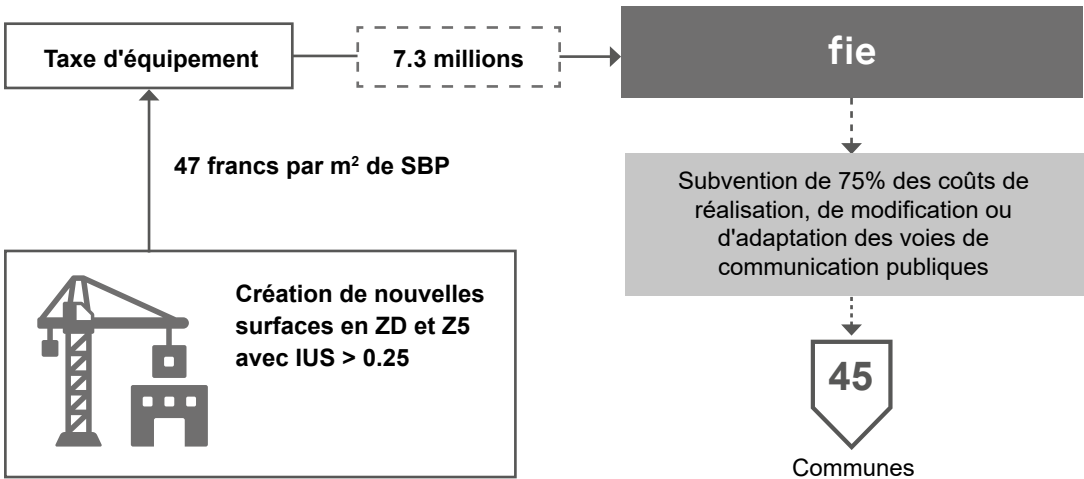 Taxe d'équipement
7.3 millions
fie
47 francs par m² de SBP
Subvention de 75% des coûts de
réalisation, de modification ou
d'adaptation des voies de
communication publiques
Création de nouvelles
surfaces en ZD et Z5
avec IUS > 0.25
45
Communes